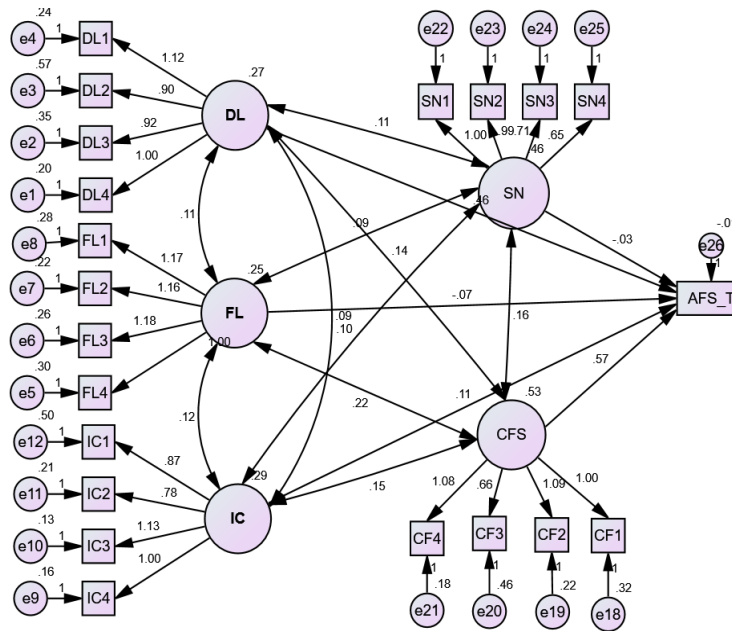 .24
e4 1 DL1
.57
e3 1 DL2
.35
e2 1 DL3
.20
e1 1 DL4
.28
e8 1 FL1
.22
e7 1 FL2
.26
e6 1 FL3
.30
e5 1 FL4
.50
e12 1 IC1
.21
e11 1 IC2
.13
e10 1 IC3
.16
e9 1 IC4
1.12
.90
.92
1.00
.27
DL
.11
1.17
1.16
1.18
1.00
.25
FL
.12
.87
.78
1.13
1.00
.29
IC
e22 e23 e24 e25
1 1 1 1
SN1 SN2 SN3 SN4
1.00 .99 .71 .65
.46
SN
.11
.46
.09
.14
-.03
-.07
.09
.10
.16
.11
.57
.22
.15
-.0
e26
1
AFS_T
.53
CFS
1.08 .66 1.09 1.00
CF4 CF3 CF2 CF1
1 1 1 1
.18 .46 .22 .32
e21 e20 e19 e18